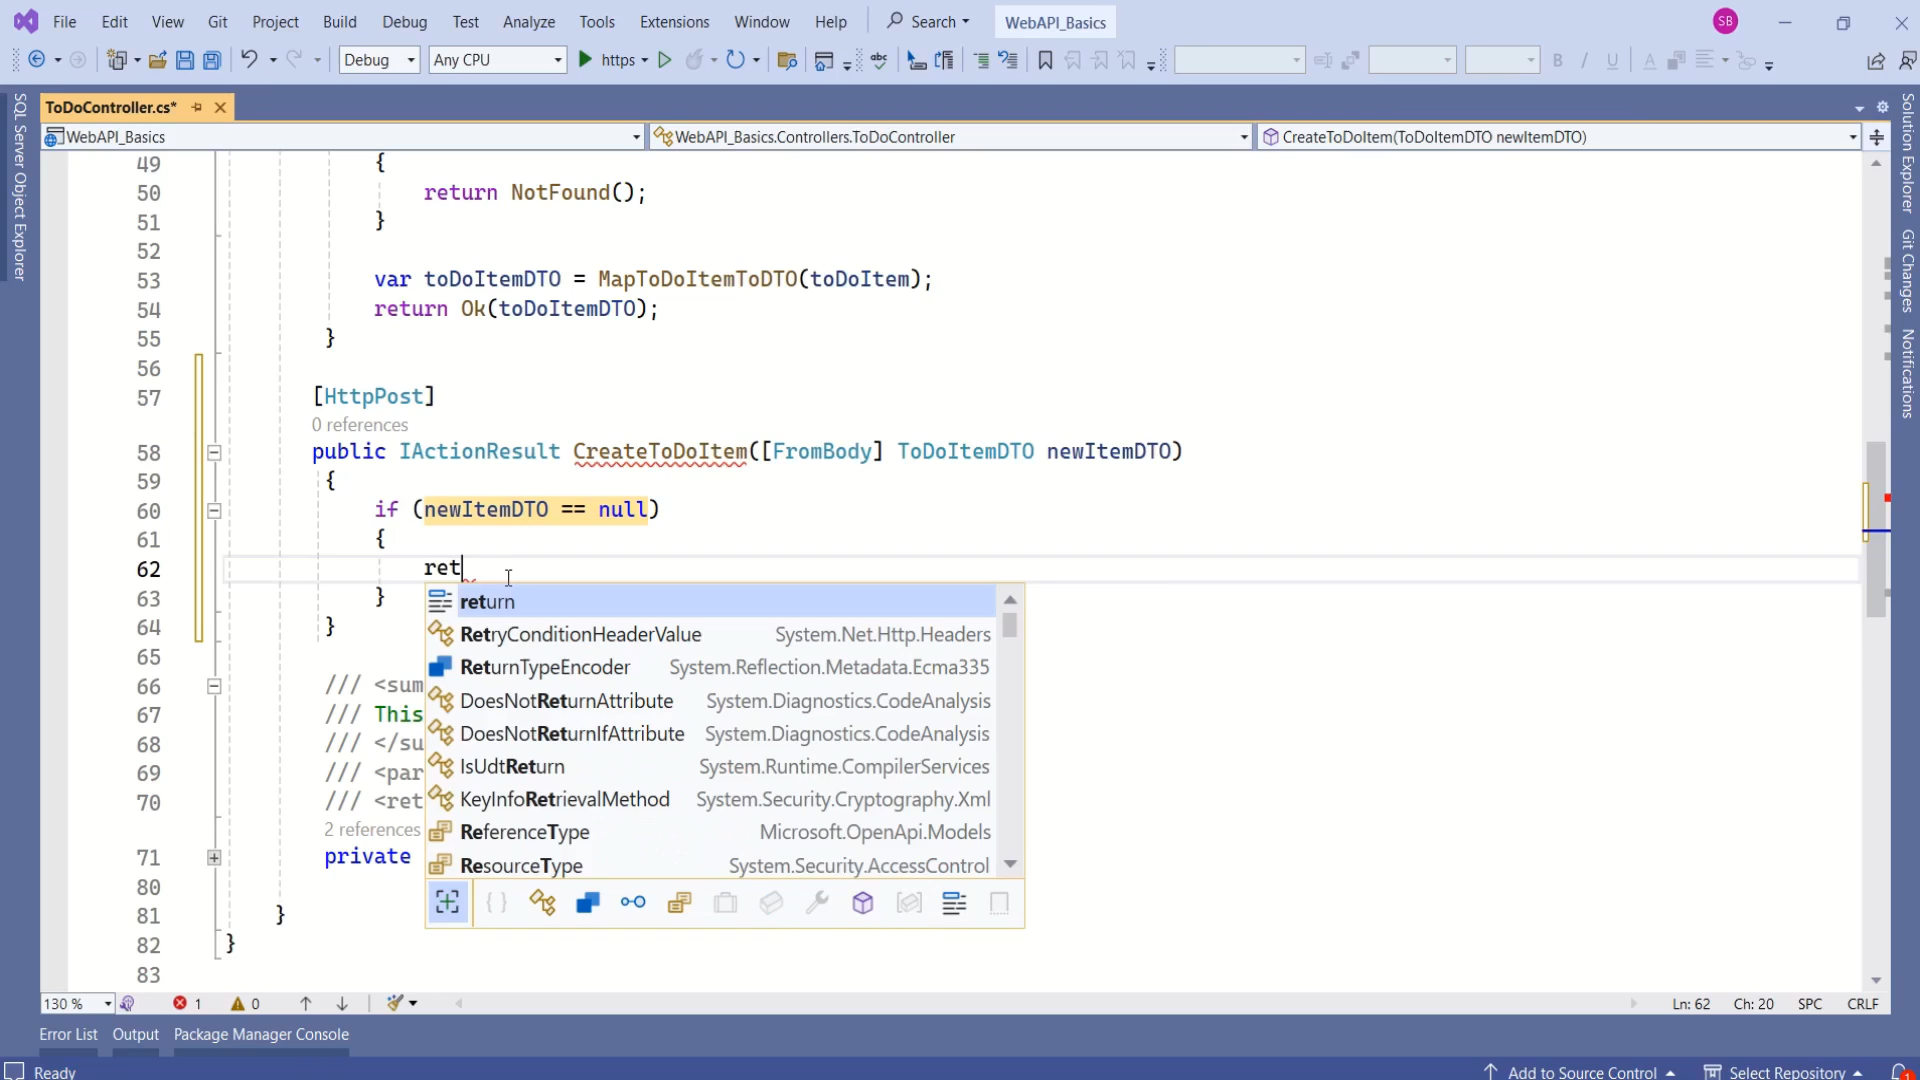 File Edit View Git Project Build Debug Test Analyze Tools Extensions Window Help Search WebAPI_Basics SB
Debug Any CPU https
ToDoController.cs*
WebAPI_Basics WebAPI_Basics.Controllers.ToDoController CreateToDoItem(ToDoItemDTO newItemDTO)
SQL Server Object Explorer
Solution Explorer
Git Changes
Notifications
49 {
50 return NotFound();
51 }
52
53 var toDoItemDTO = MapToDoItemToDTO(toDoItem);
54 return Ok(toDoItemDTO);
55 }
56
57 [HttpPost]
0 references
58 public IActionResult CreateToDoItem([FromBody] ToDoItemDTO newItemDTO)
59 {
60 if (newItemDTO == null)
61 {
62 ret
63 }
64 }
65
66 /// <sum
67 /// This
68 /// </su
69 /// <par
70 /// <ret
2 references
71 private
80
81 }
82 }
83
return
RetryConditionHeaderValue System.Net.Http.Headers
ReturnTypeEncoder System.Reflection.Metadata.Ecma335
DoesNotReturnAttribute System.Diagnostics.CodeAnalysis
DoesNotReturnIfAttribute System.Diagnostics.CodeAnalysis
IsUdtReturn System.Runtime.CompilerServices
KeyInfoRetrievalMethod System.Security.Cryptography.Xml
ReferenceType Microsoft.OpenApi.Models
ResourceType System.Security.AccessControl
130 % 1 0 Ln: 62 Ch: 20 SPC CRLF
Error List Output Package Manager Console
Ready Add to Source Control Select Repository 1